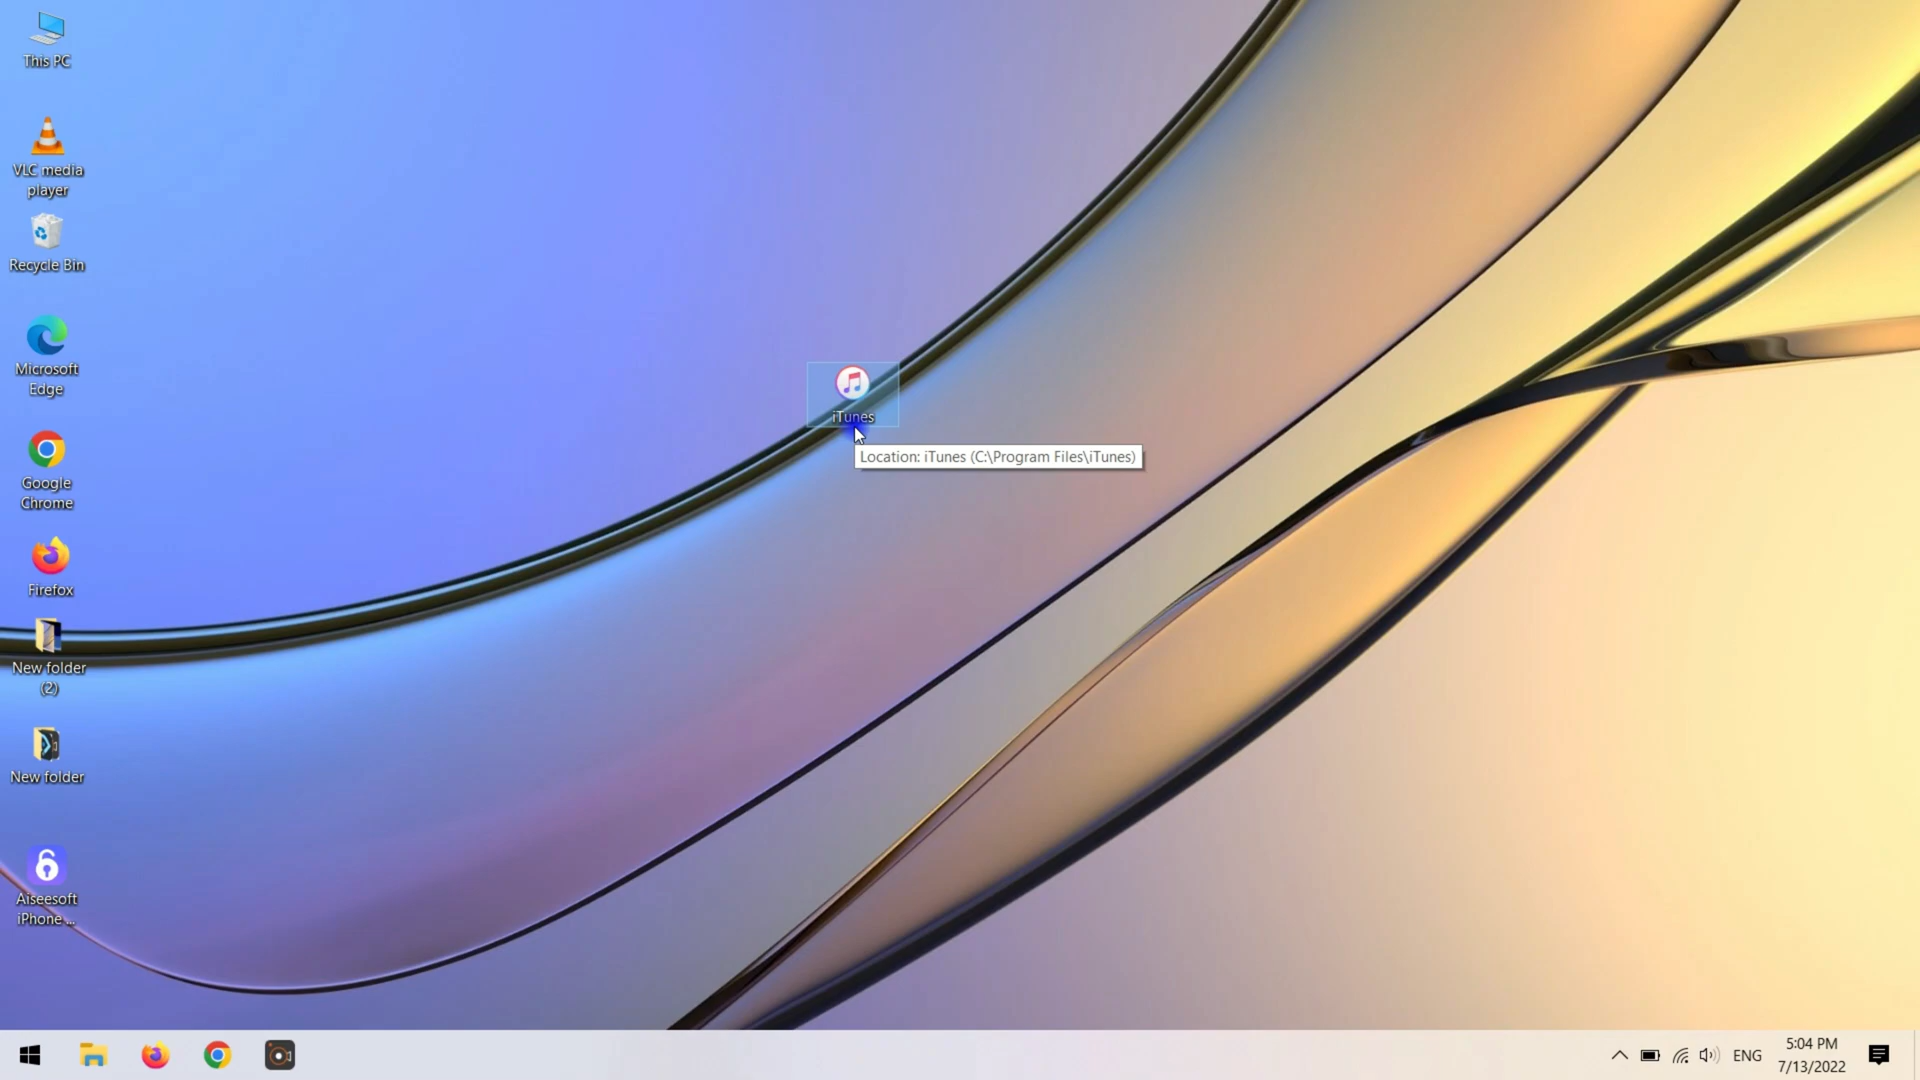 This PC
VLC media
player
Recycle Bin
Microsoft
Edge
Google
Chrome
Firefox
New folder
(2)
New folder
Aiseesoft
iPhone ...
iTunes
Location: iTunes (C:\Program Files\iTunes)
ENG
5:04 PM
7/13/2022